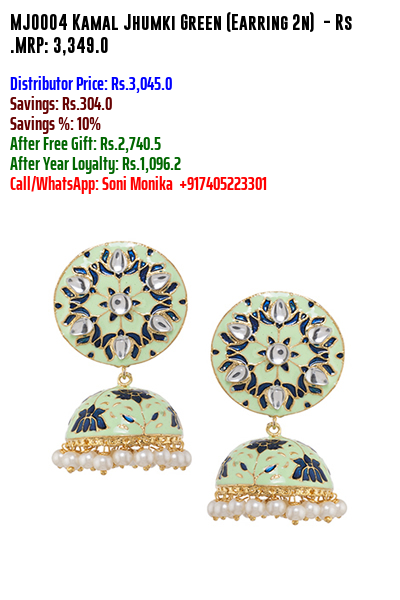 MJ0004 Kamal Jhumki Green (Earring 2n) - Rs
.MRP: 3,349.0
Distributor Price: Rs.3,045.0
Savings: Rs.304.0
Savings %: 10%
After Free Gift: Rs.2,740.5
After Year Loyalty: Rs.1,096.2
Call/WhatsApp: Soni Monika +917405223301